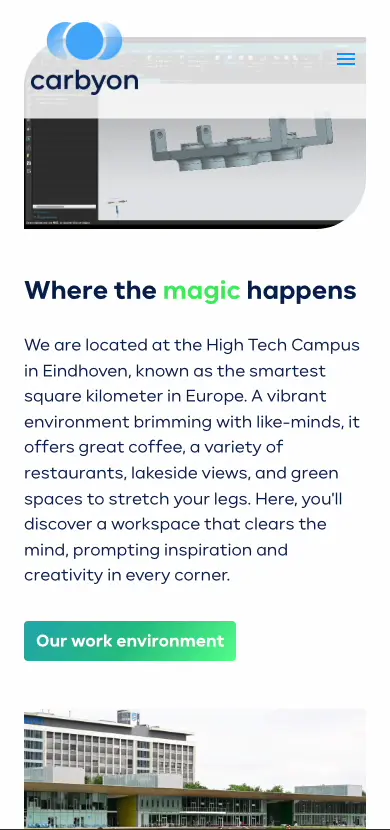 carbyon
Where the magic happens
We are located at the High Tech Campus
in Eindhoven, known as the smartest
square kilometer in Europe. A vibrant
environment brimming with like-minds, it
offers great coffee, a variety of
restaurants, lakeside views, and green
spaces to stretch your legs. Here, you'll
discover a workspace that clears the
mind, prompting inspiration and
creativity in every corner.
Our work environment